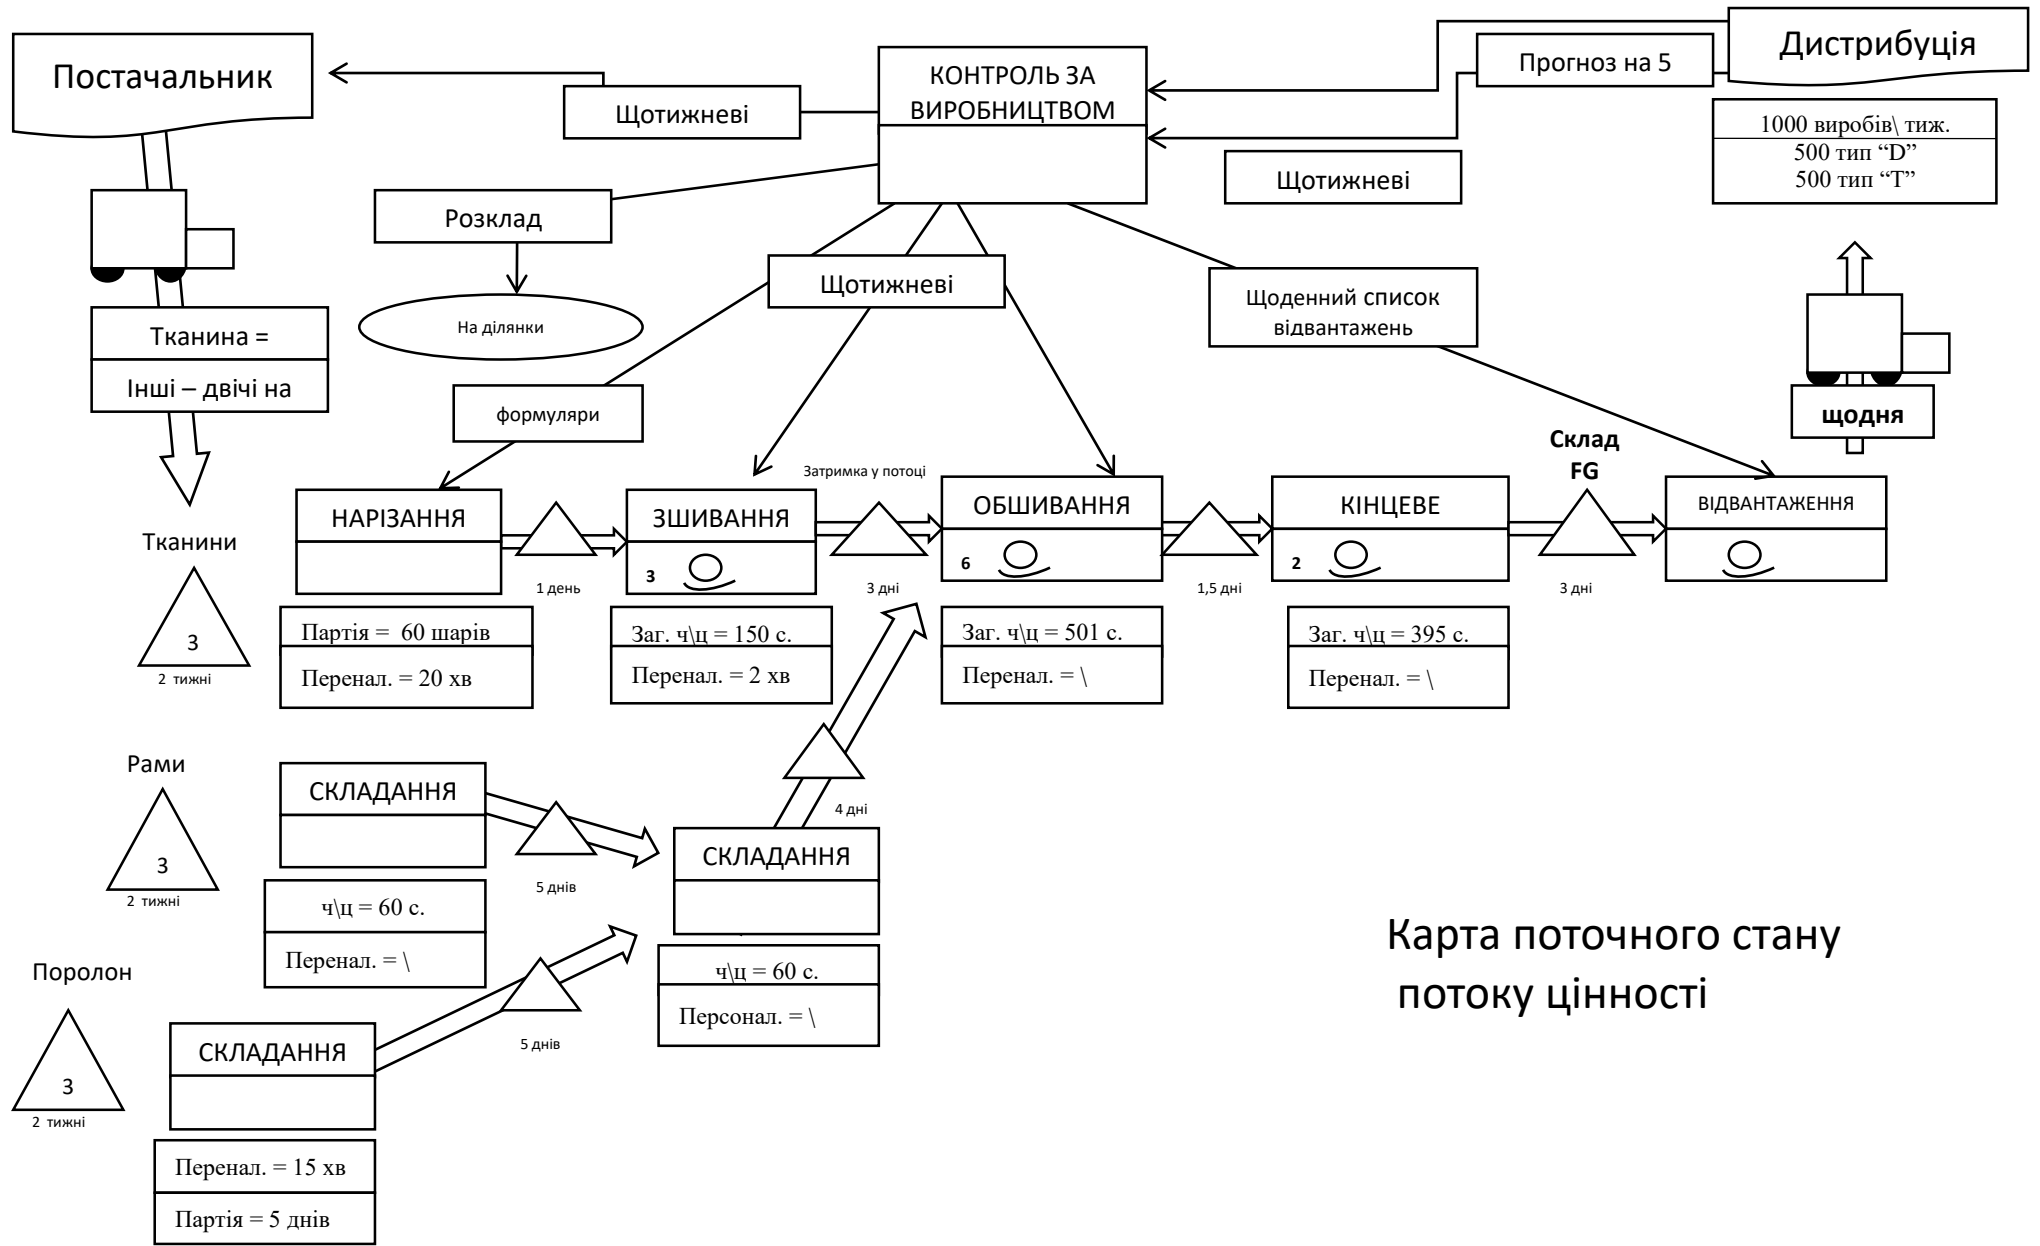 Постачальник
Щотижневі
КОНТРОЛЬ ЗА
ВИРОБНИЦТВОМ
Прогноз на 5
Дистрибуція
Щотижневі
1000 виробів\ тиж.
500 тип “D”
500 тип “T”
Розклад
На ділянки
Щотижневі
Щоденний список
відвантажень
Тканина =
Інші – двічі на
формуляри
щодня
Склад
FG
Затримка у потоці
НАРІЗАННЯ
ЗШИВАННЯ
3
ОБШИВАННЯ
6
КІНЦЕВЕ
2
ВІДВАНТАЖЕННЯ
1 день
3 дні
1,5 дні
3 дні
Тканини
З
2 тижні
Партія = 60 шарів
Перенал. = 20 хв
Заг. ч\ц = 150 с.
Перенал. = 2 хв
Заг. ч\ц = 501 с.
Перенал. = \
Заг. ч\ц = 395 с.
Перенал. = \
Рами
З
2 тижні
СКЛАДАННЯ
5 днів
4 дні
СКЛАДАННЯ
ч\ц = 60 с.
Перенал. = \
ч\ц = 60 с.
Персонал. = \
Карта поточного стану
потоку цінності
Поролон
З
2 тижні
СКЛАДАННЯ
5 днів
Перенал. = 15 хв
Партія = 5 днів